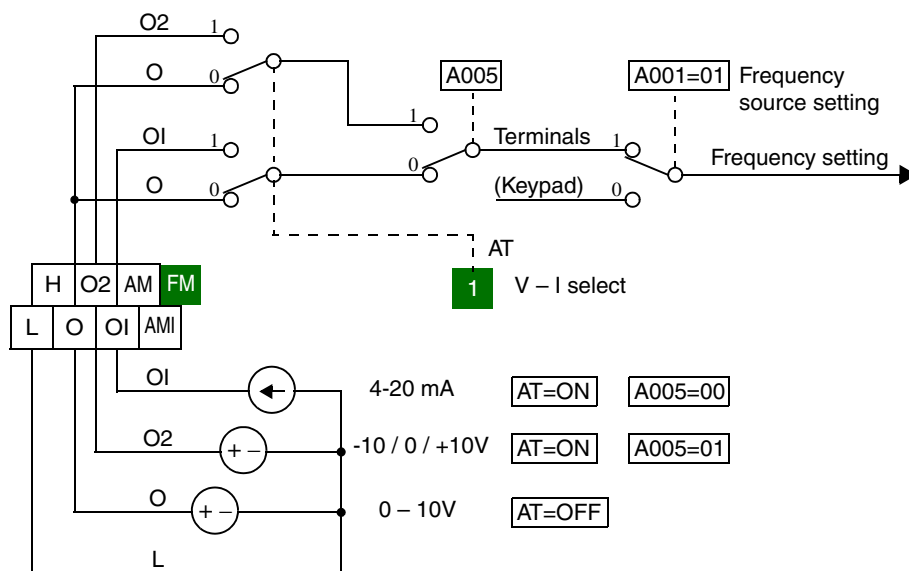 O2 1
O 0
A005 A001=01 Frequency
source setting
1
OI 1
Terminals 1
0 Frequency setting
O 0 (Keypad) 0
AT
H O2 AM FM
1 V – I select
L O OI AMI
OI 4-20 mA AT=ON A005=00
O2 + – -10 / 0 / +10V AT=ON A005=01
O + – 0 – 10V AT=OFF
L